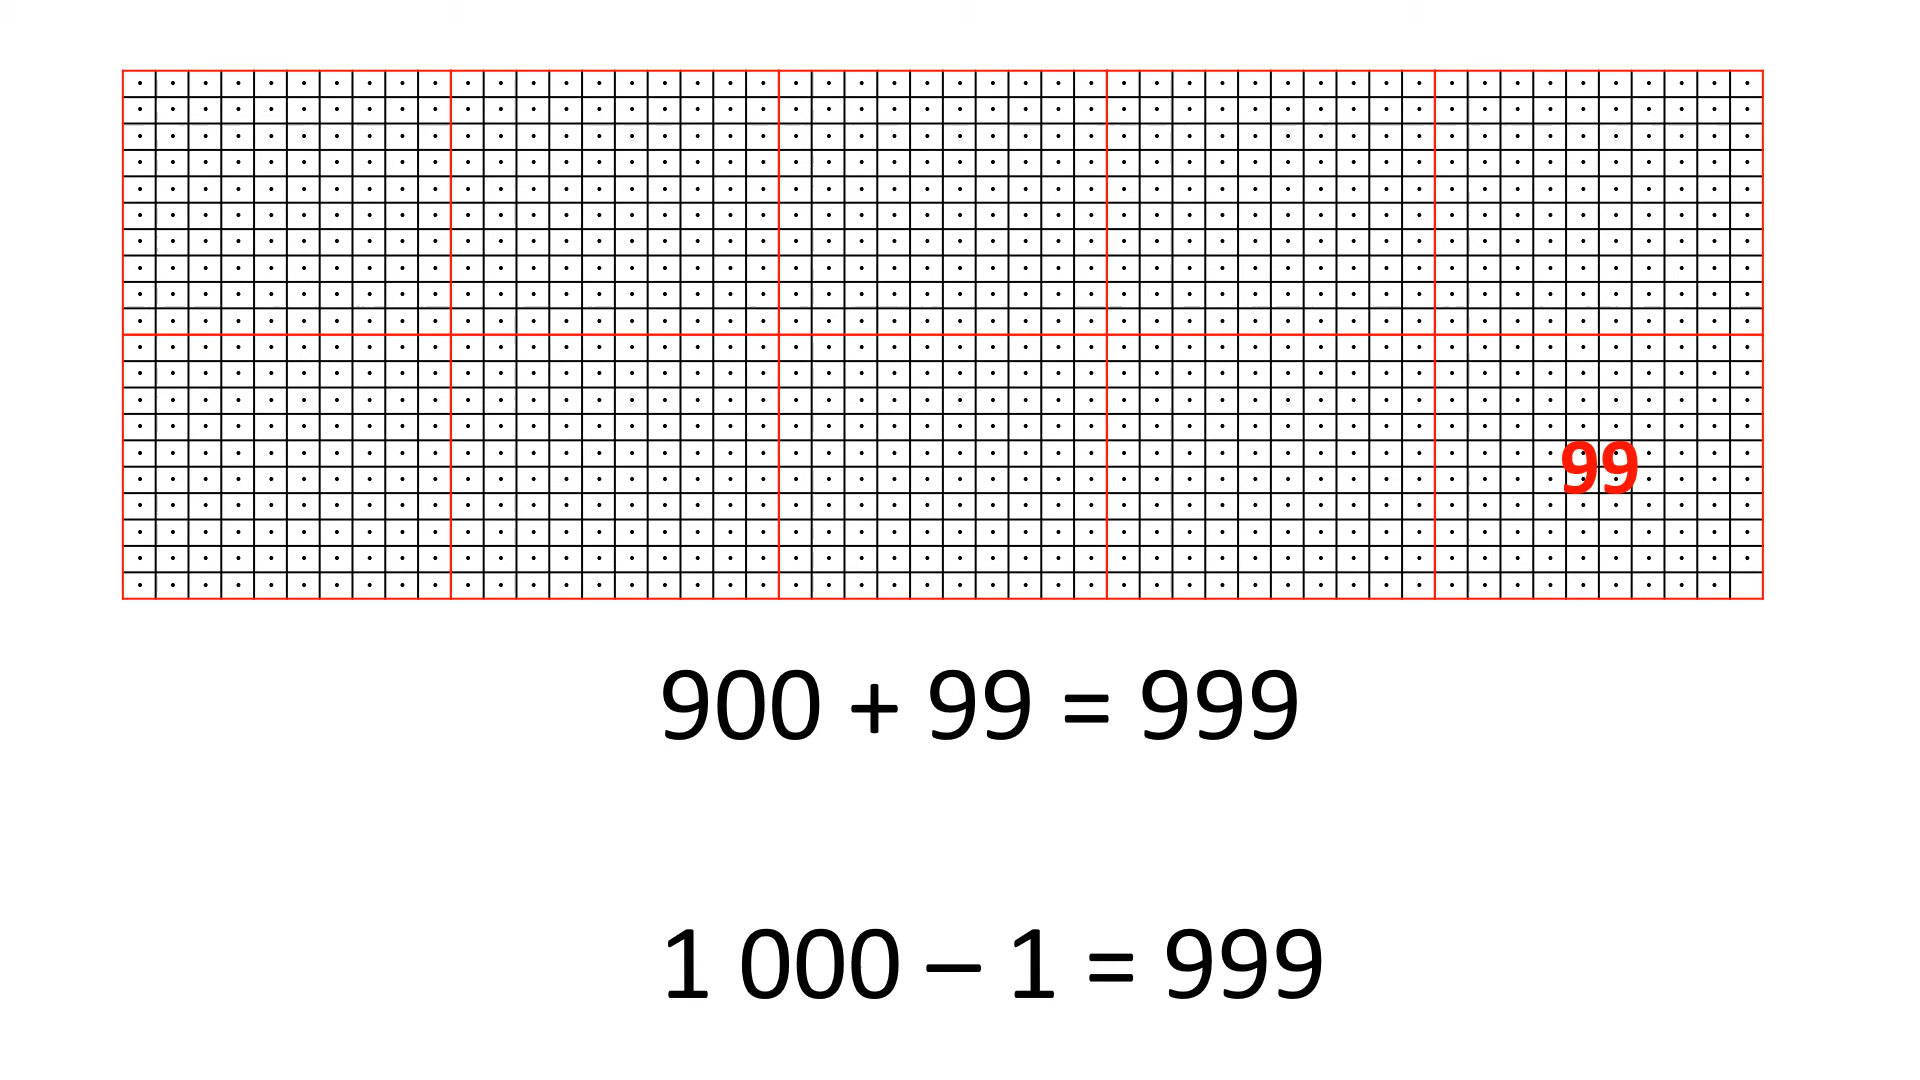 99
900 + 99 = 999
1 000 – 1 = 999